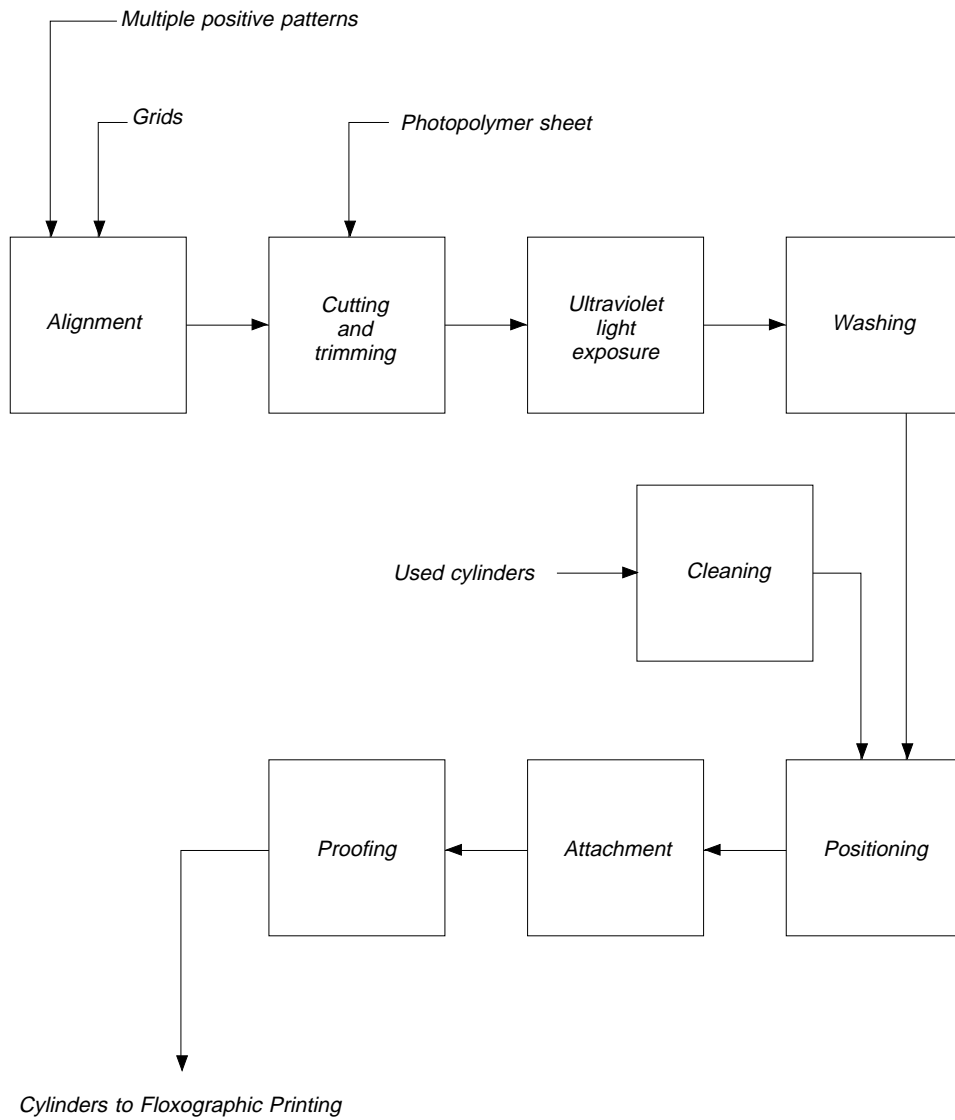 Multiple positive patterns
Grids
Photopolymer sheet
Alignment
Cutting
and
trimming
Ultraviolet
light
exposure
Washing
Used cylinders
Cleaning
Proofing
Attachment
Positioning
Cylinders to Floxographic Printing